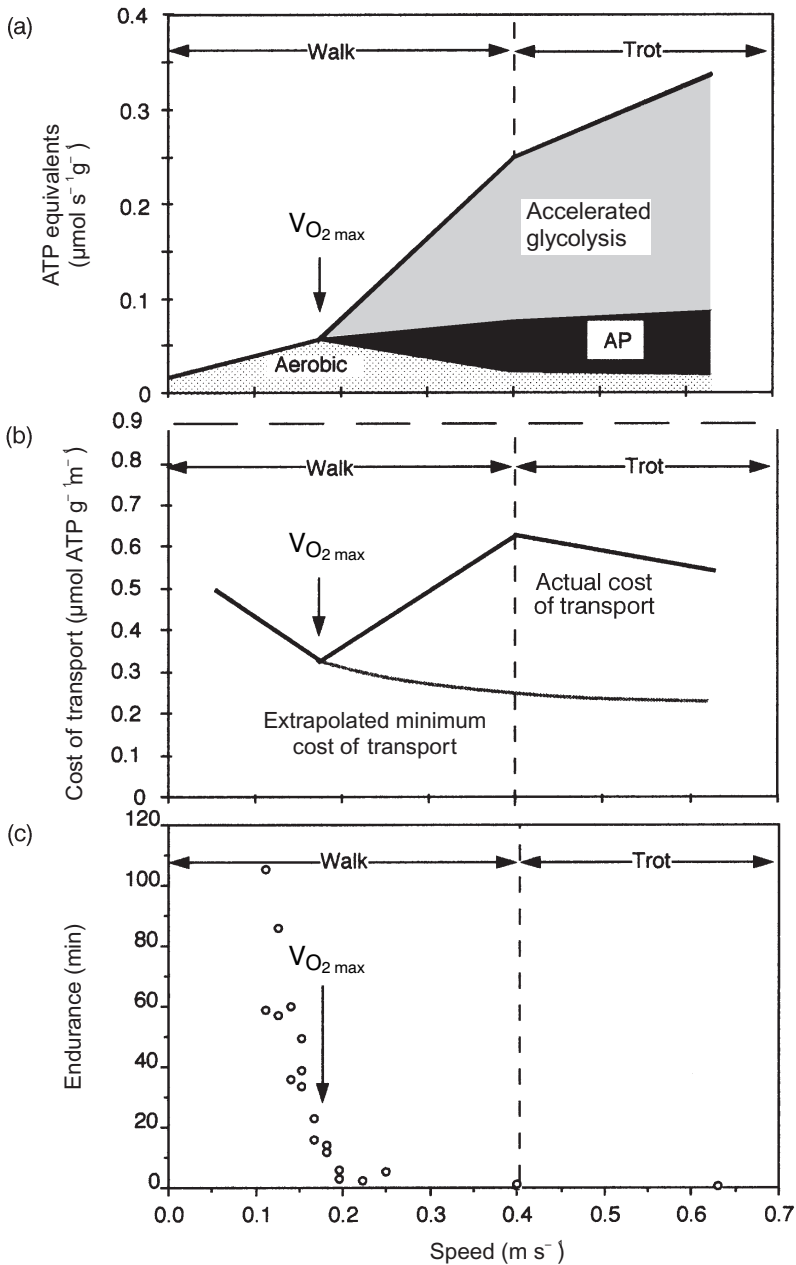 (a)
0.4
0.3
0.2
0.1
0
ATP equivalents
(μmol s⁻¹g⁻)
Walk
Trot
VO₂ max
Accelerated
glycolysis
AP
Aerobic
(b)
0.9
0.8
0.7
0.6
0.5
0.4
0.3
0.2
0.1
0
Cost of transport (μmol ATP g⁻¹m⁻)
Walk
Trot
VO₂ max
Actual cost
of transport
Extrapolated minimum
cost of transport
(c)
120
100
80
60
40
20
0
Endurance (min)
Walk
Trot
VO₂ max
0.0 0.1 0.2 0.3 0.4 0.5 0.6 0.7
Speed (m s⁻)